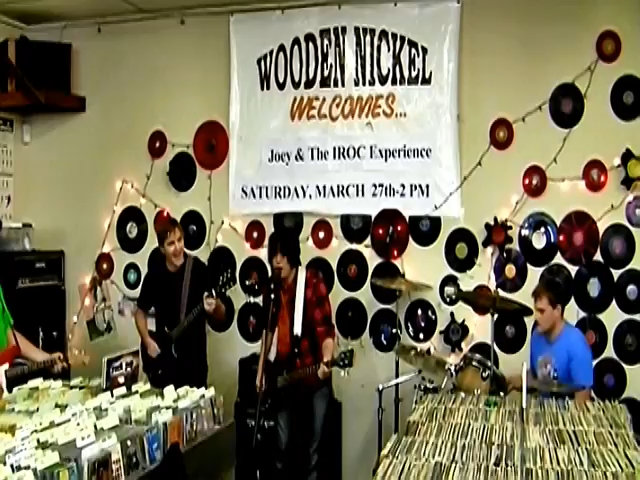 WOODEN NICKEL
WELCOMES...
Joey & The IROC Experience
SATURDAY, MARCH 27th-2 PM